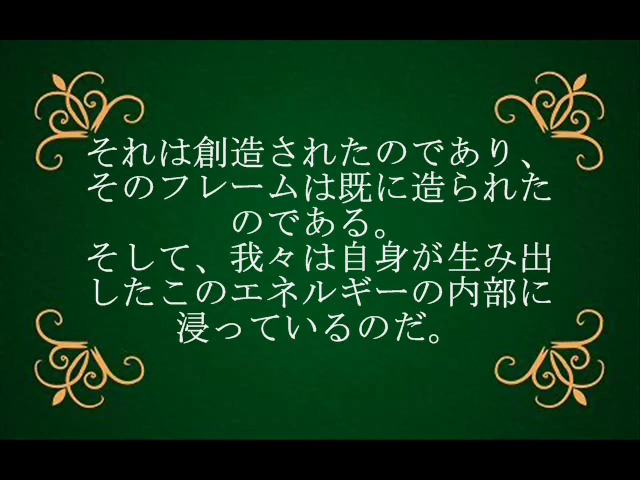 それは創造されたのであり、
そのフレームは既に造られた
のである。
そして、我々は自身が生み出
したこのエネルギーの内部に
浸っているのだ。